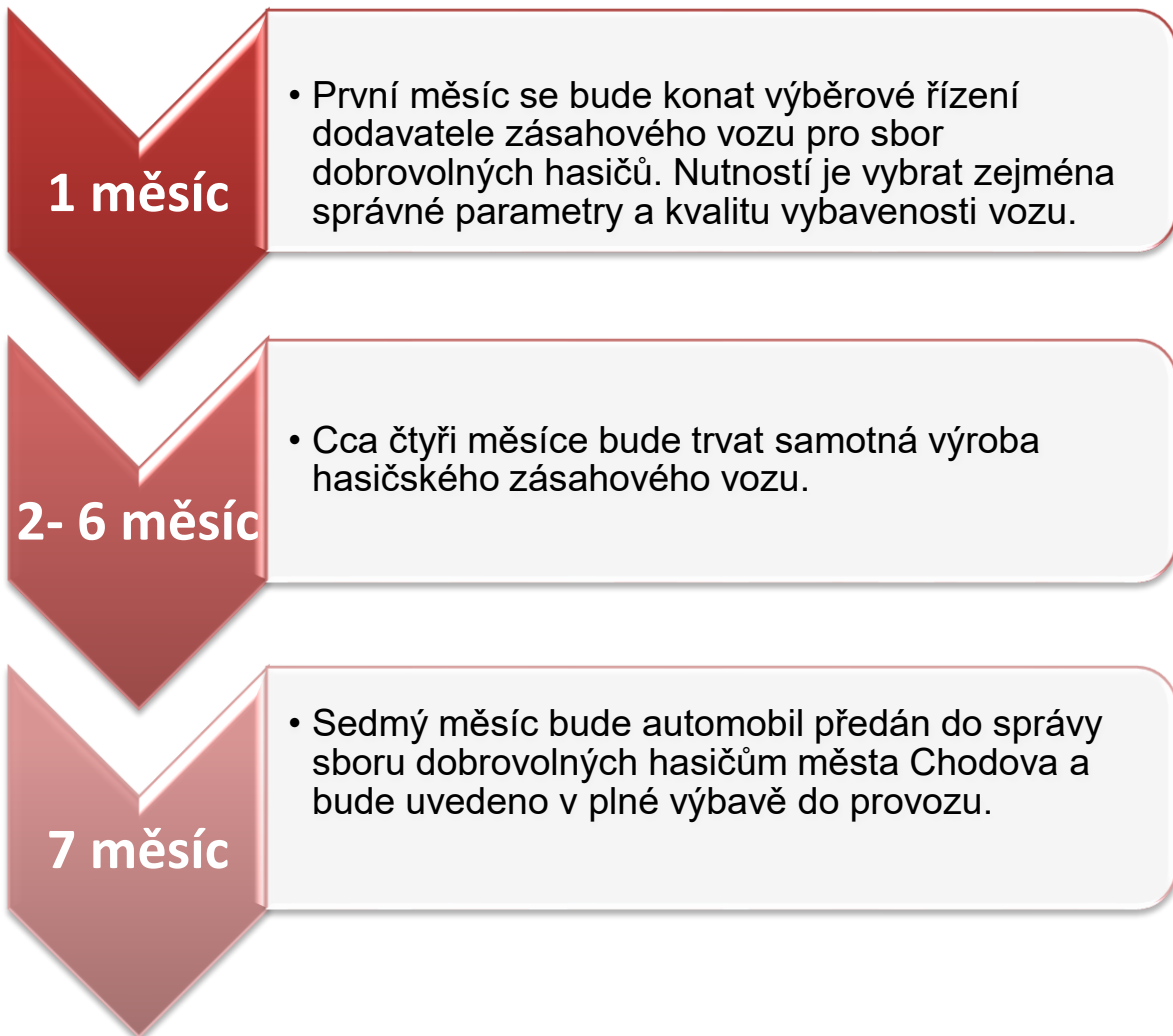 1 měsíc
• První měsíc se bude konat výběrové řízení
dodavatele zásahového vozu pro sbor
dobrovolných hasičů. Nutností je vybrat zejména
správné parametry a kvalitu vybavenosti vozu.
2- 6 měsíc
• Cca čtyři měsíce bude trvat samotná výroba
hasičského zásahového vozu.
7 měsíc
• Sedmý měsíc bude automobil předán do správy
sboru dobrovolných hasičům města Chodova a
bude uvedeno v plné výbavě do provozu.